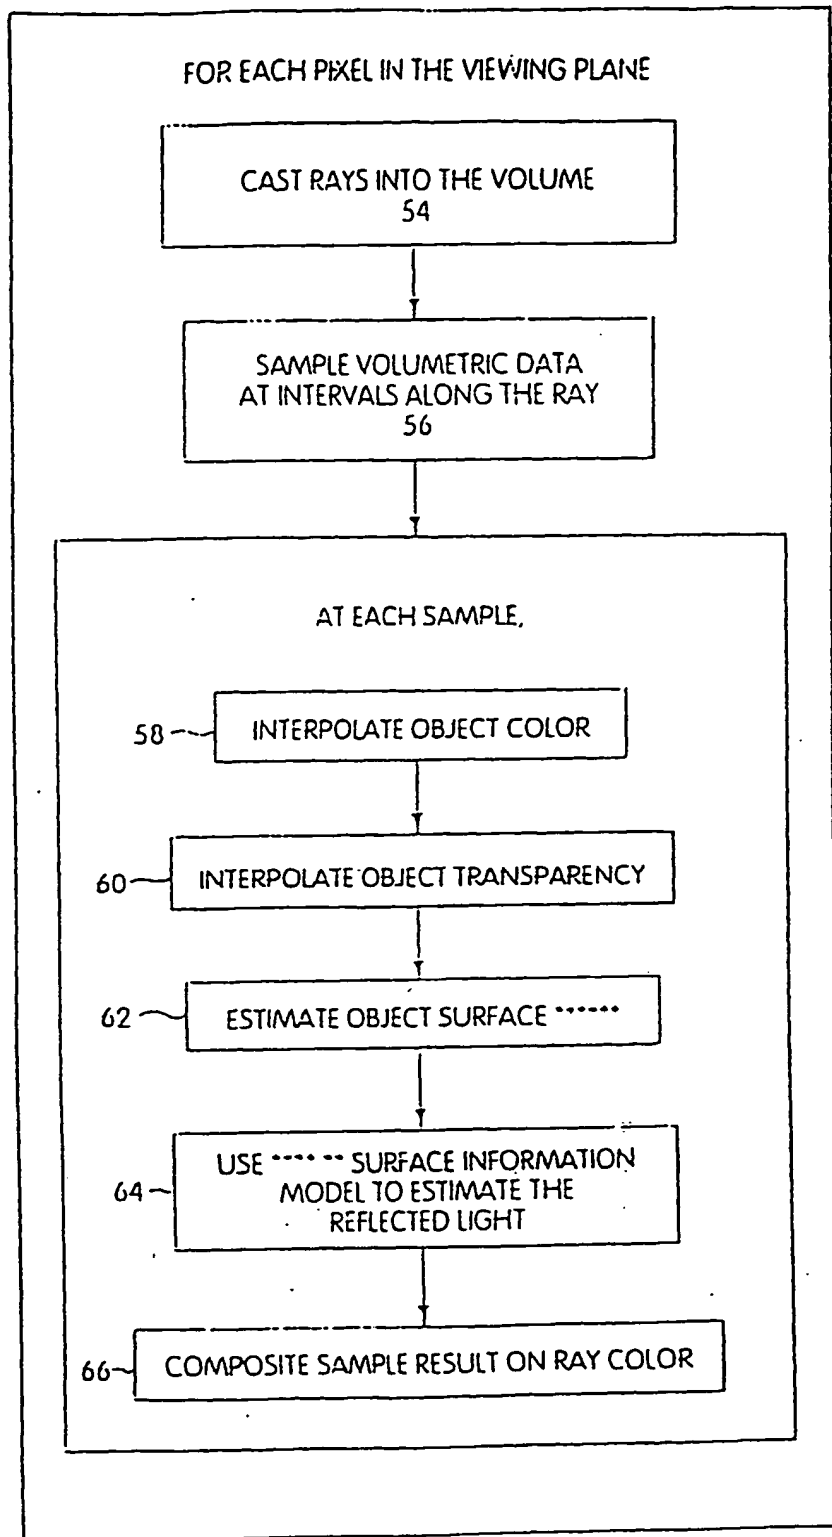 FOR EACH PIXEL IN THE VIEWING PLANE
CAST RAYS INTO THE VOLUME
54
SAMPLE VOLUMETRIC DATA
AT INTERVALS ALONG THE RAY
56
AT EACH SAMPLE,
58 INTERPOLATE OBJECT COLOR
60 INTERPOLATE OBJECT TRANSPARENCY
62 ESTIMATE OBJECT SURFACE
USE SURFACE INFORMATION
64 MODEL TO ESTIMATE THE
REFLECTED LIGHT
66 COMPOSITE SAMPLE RESULT ON RAY COLOR